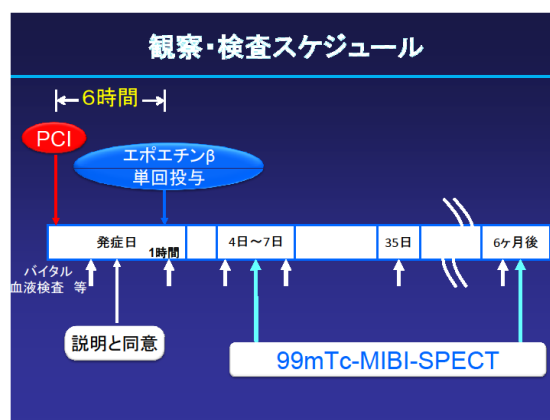 観察・検査スケジュール
6時間
PCI
エポエチンβ
単回投与
発症日
1時間
4日～7日
35日
6ヶ月後
バイタル
血液検査 等
説明と同意
99mTc-MIBI-SPECT